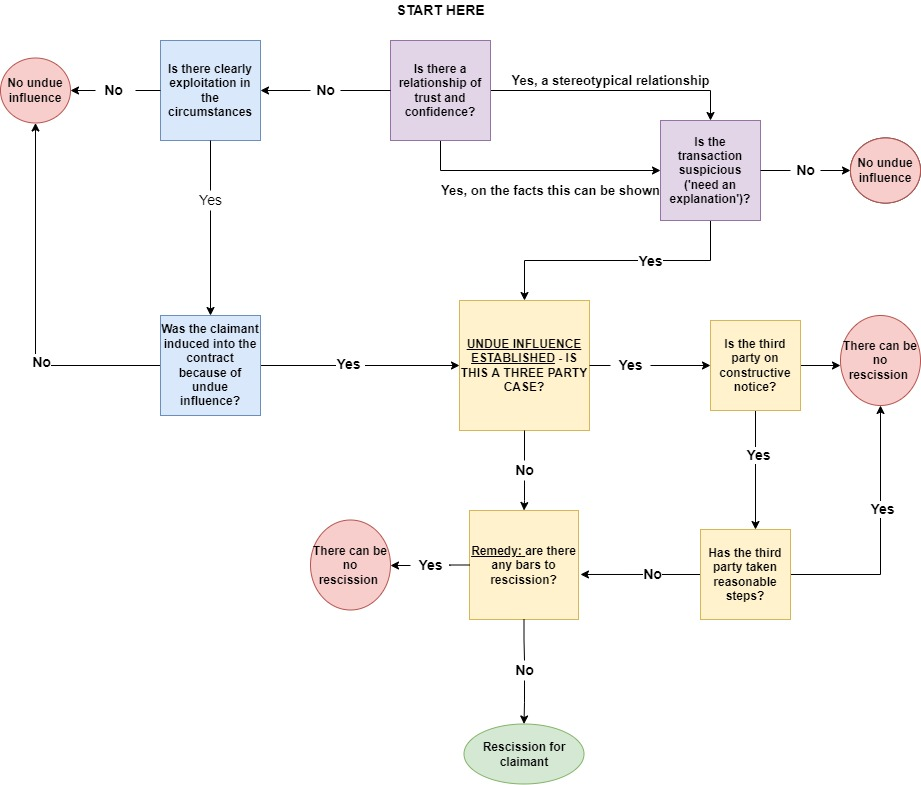 START HERE
Is there clearly
exploitation in
the
circumstances
No
No undue
influence
No
Is there a
relationship of
trust and
confidence?
Yes, a stereotypical relationship
Yes, on the facts this can be shown
Is the
transaction
suspicious
('need an
explanation')?
No
No undue
influence
Yes
Yes
Was the claimant
induced into the
contract because of
undue
influence?
No
Yes
UNDUE INFLUENCE
ESTABLISHED - IS
THIS A THREE PARTY
CASE?
Yes
Is the third
party on
constructive
notice?
There can be
no
rescission
No
Yes
Yes
There can be
no
rescission
Yes
Remedy: are there
any bars to
rescission?
No
Has the third
party taken
reasonable
steps?
No
Rescission for
claimant